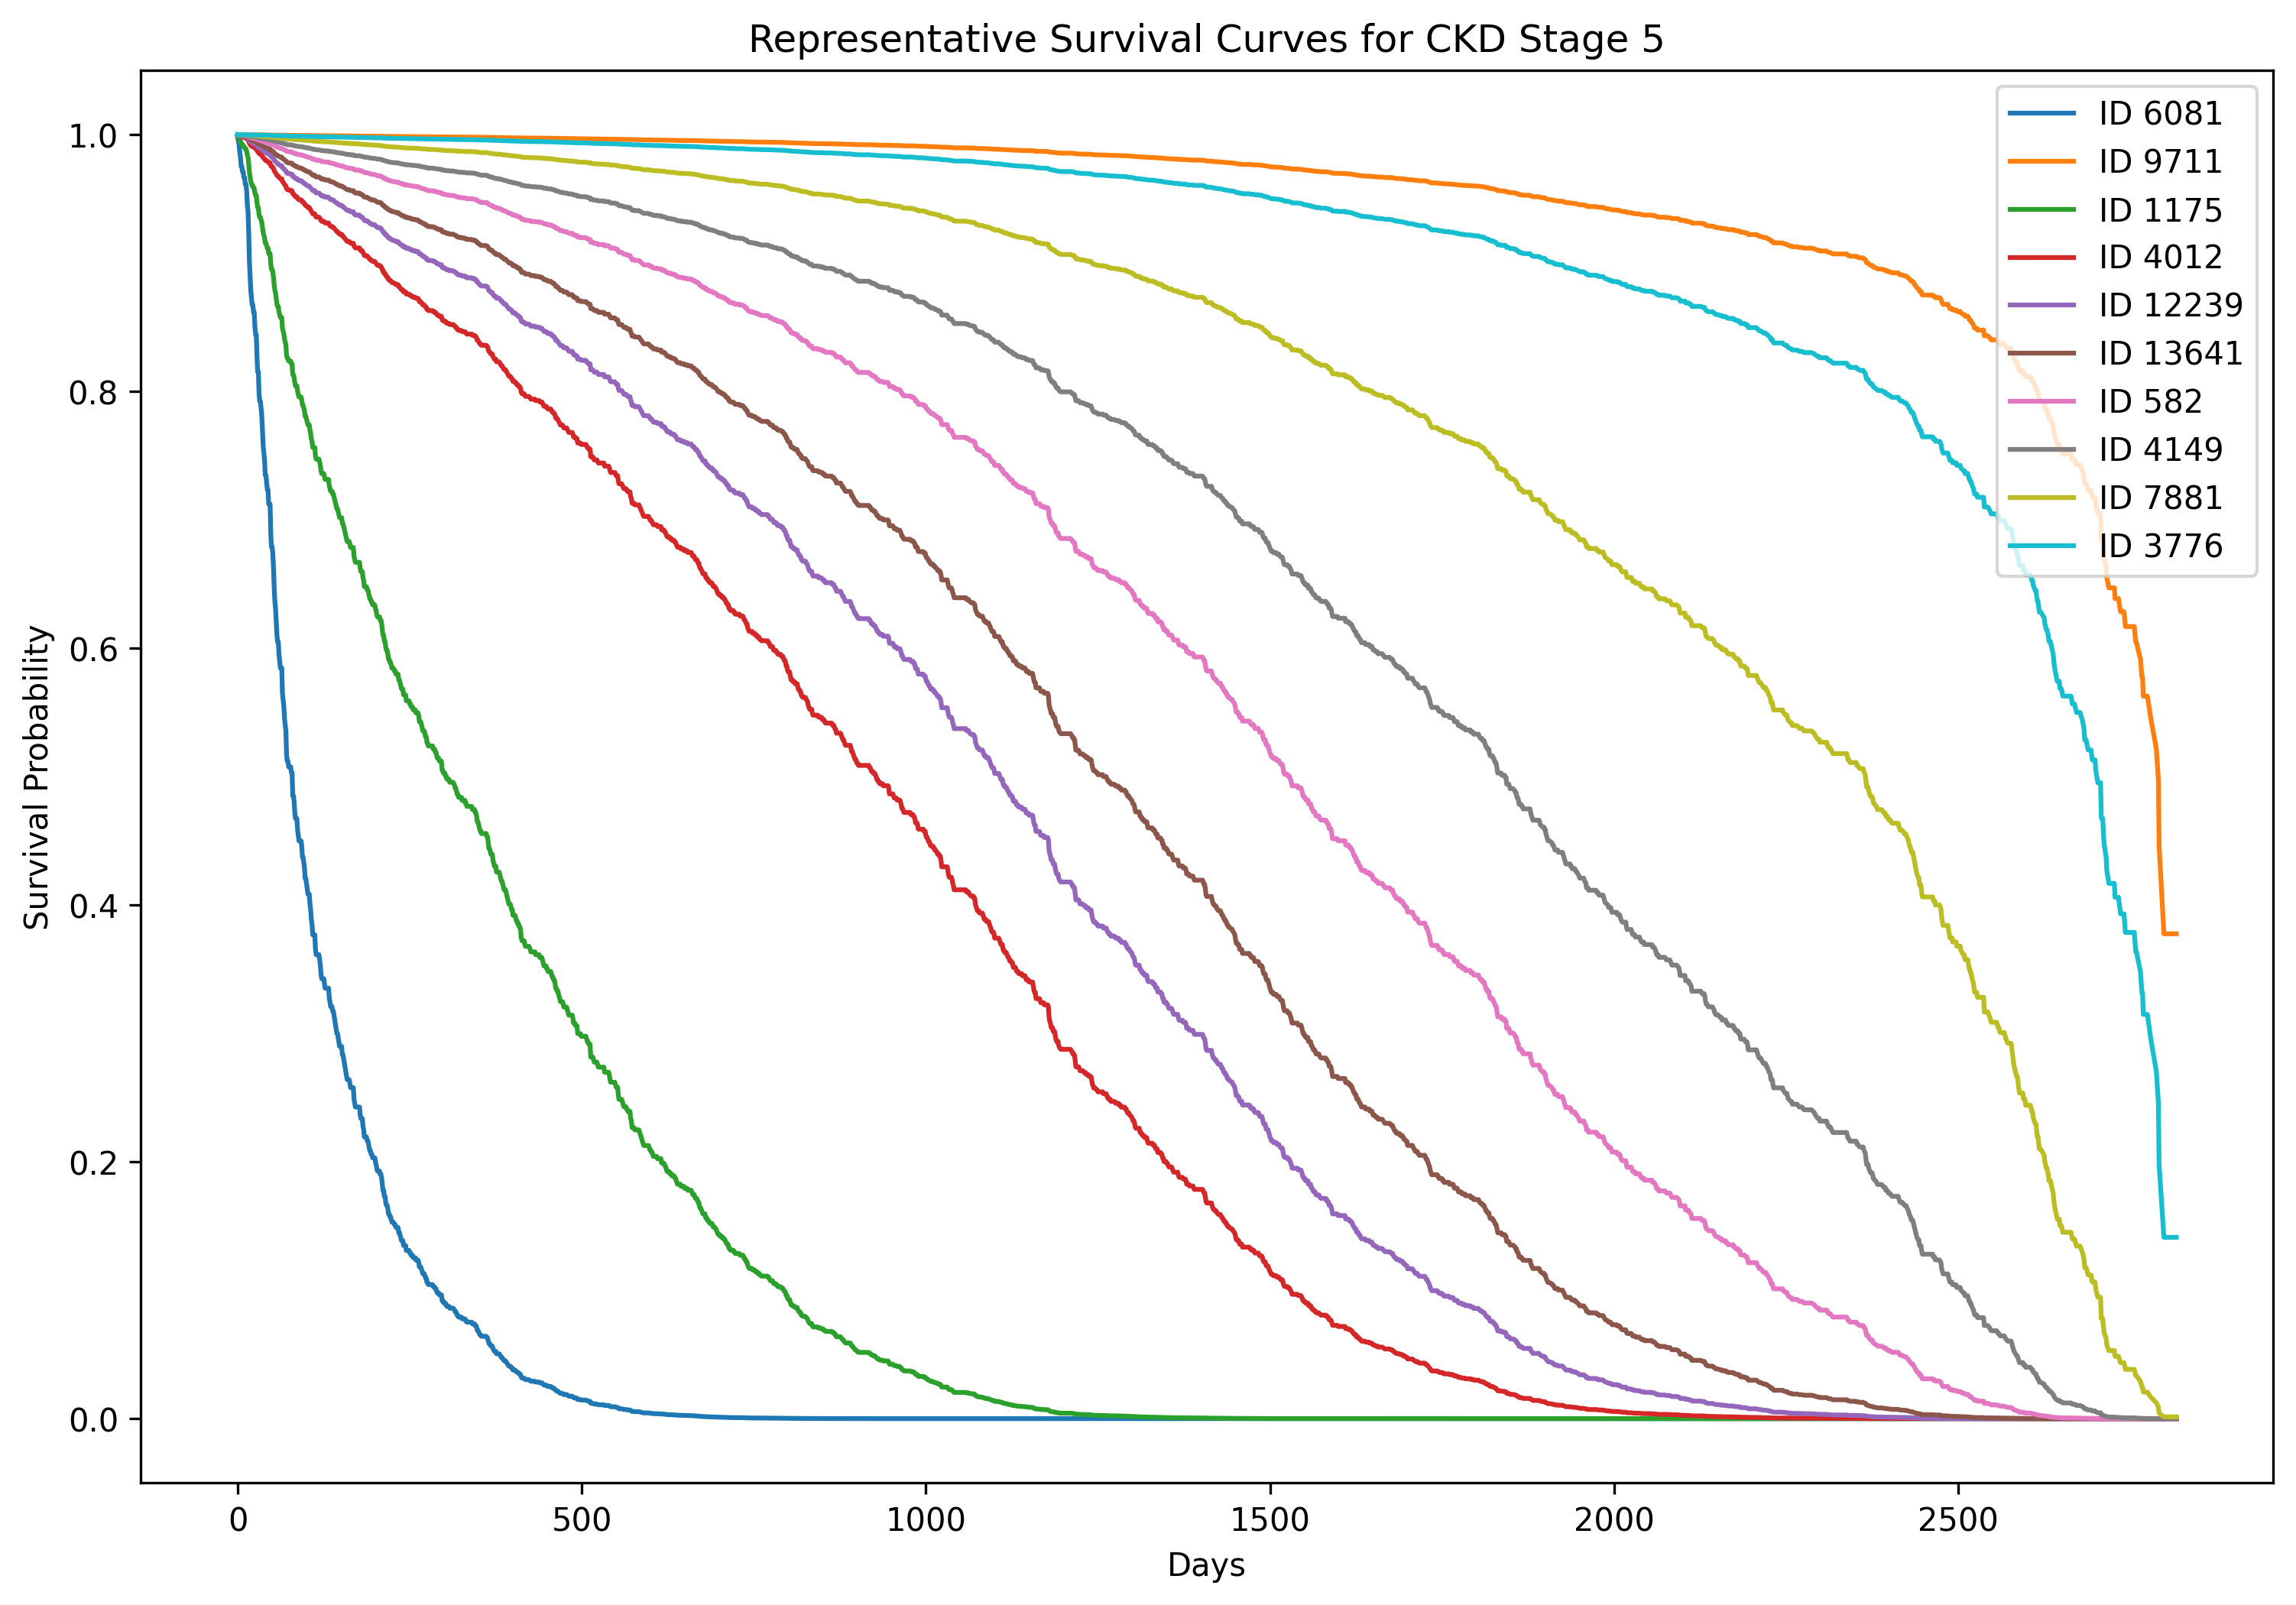 Representative Survival Curves for CKD Stage 5
ID 6081
ID 9711
ID 1175
ID 4012
ID 12239
ID 13641
ID 582
ID 4149
ID 7881
ID 3776
Survival Probability
1.0
0.8
0.6
0.4
0.2
0.0
0 500 1000 1500 2000 2500
Days